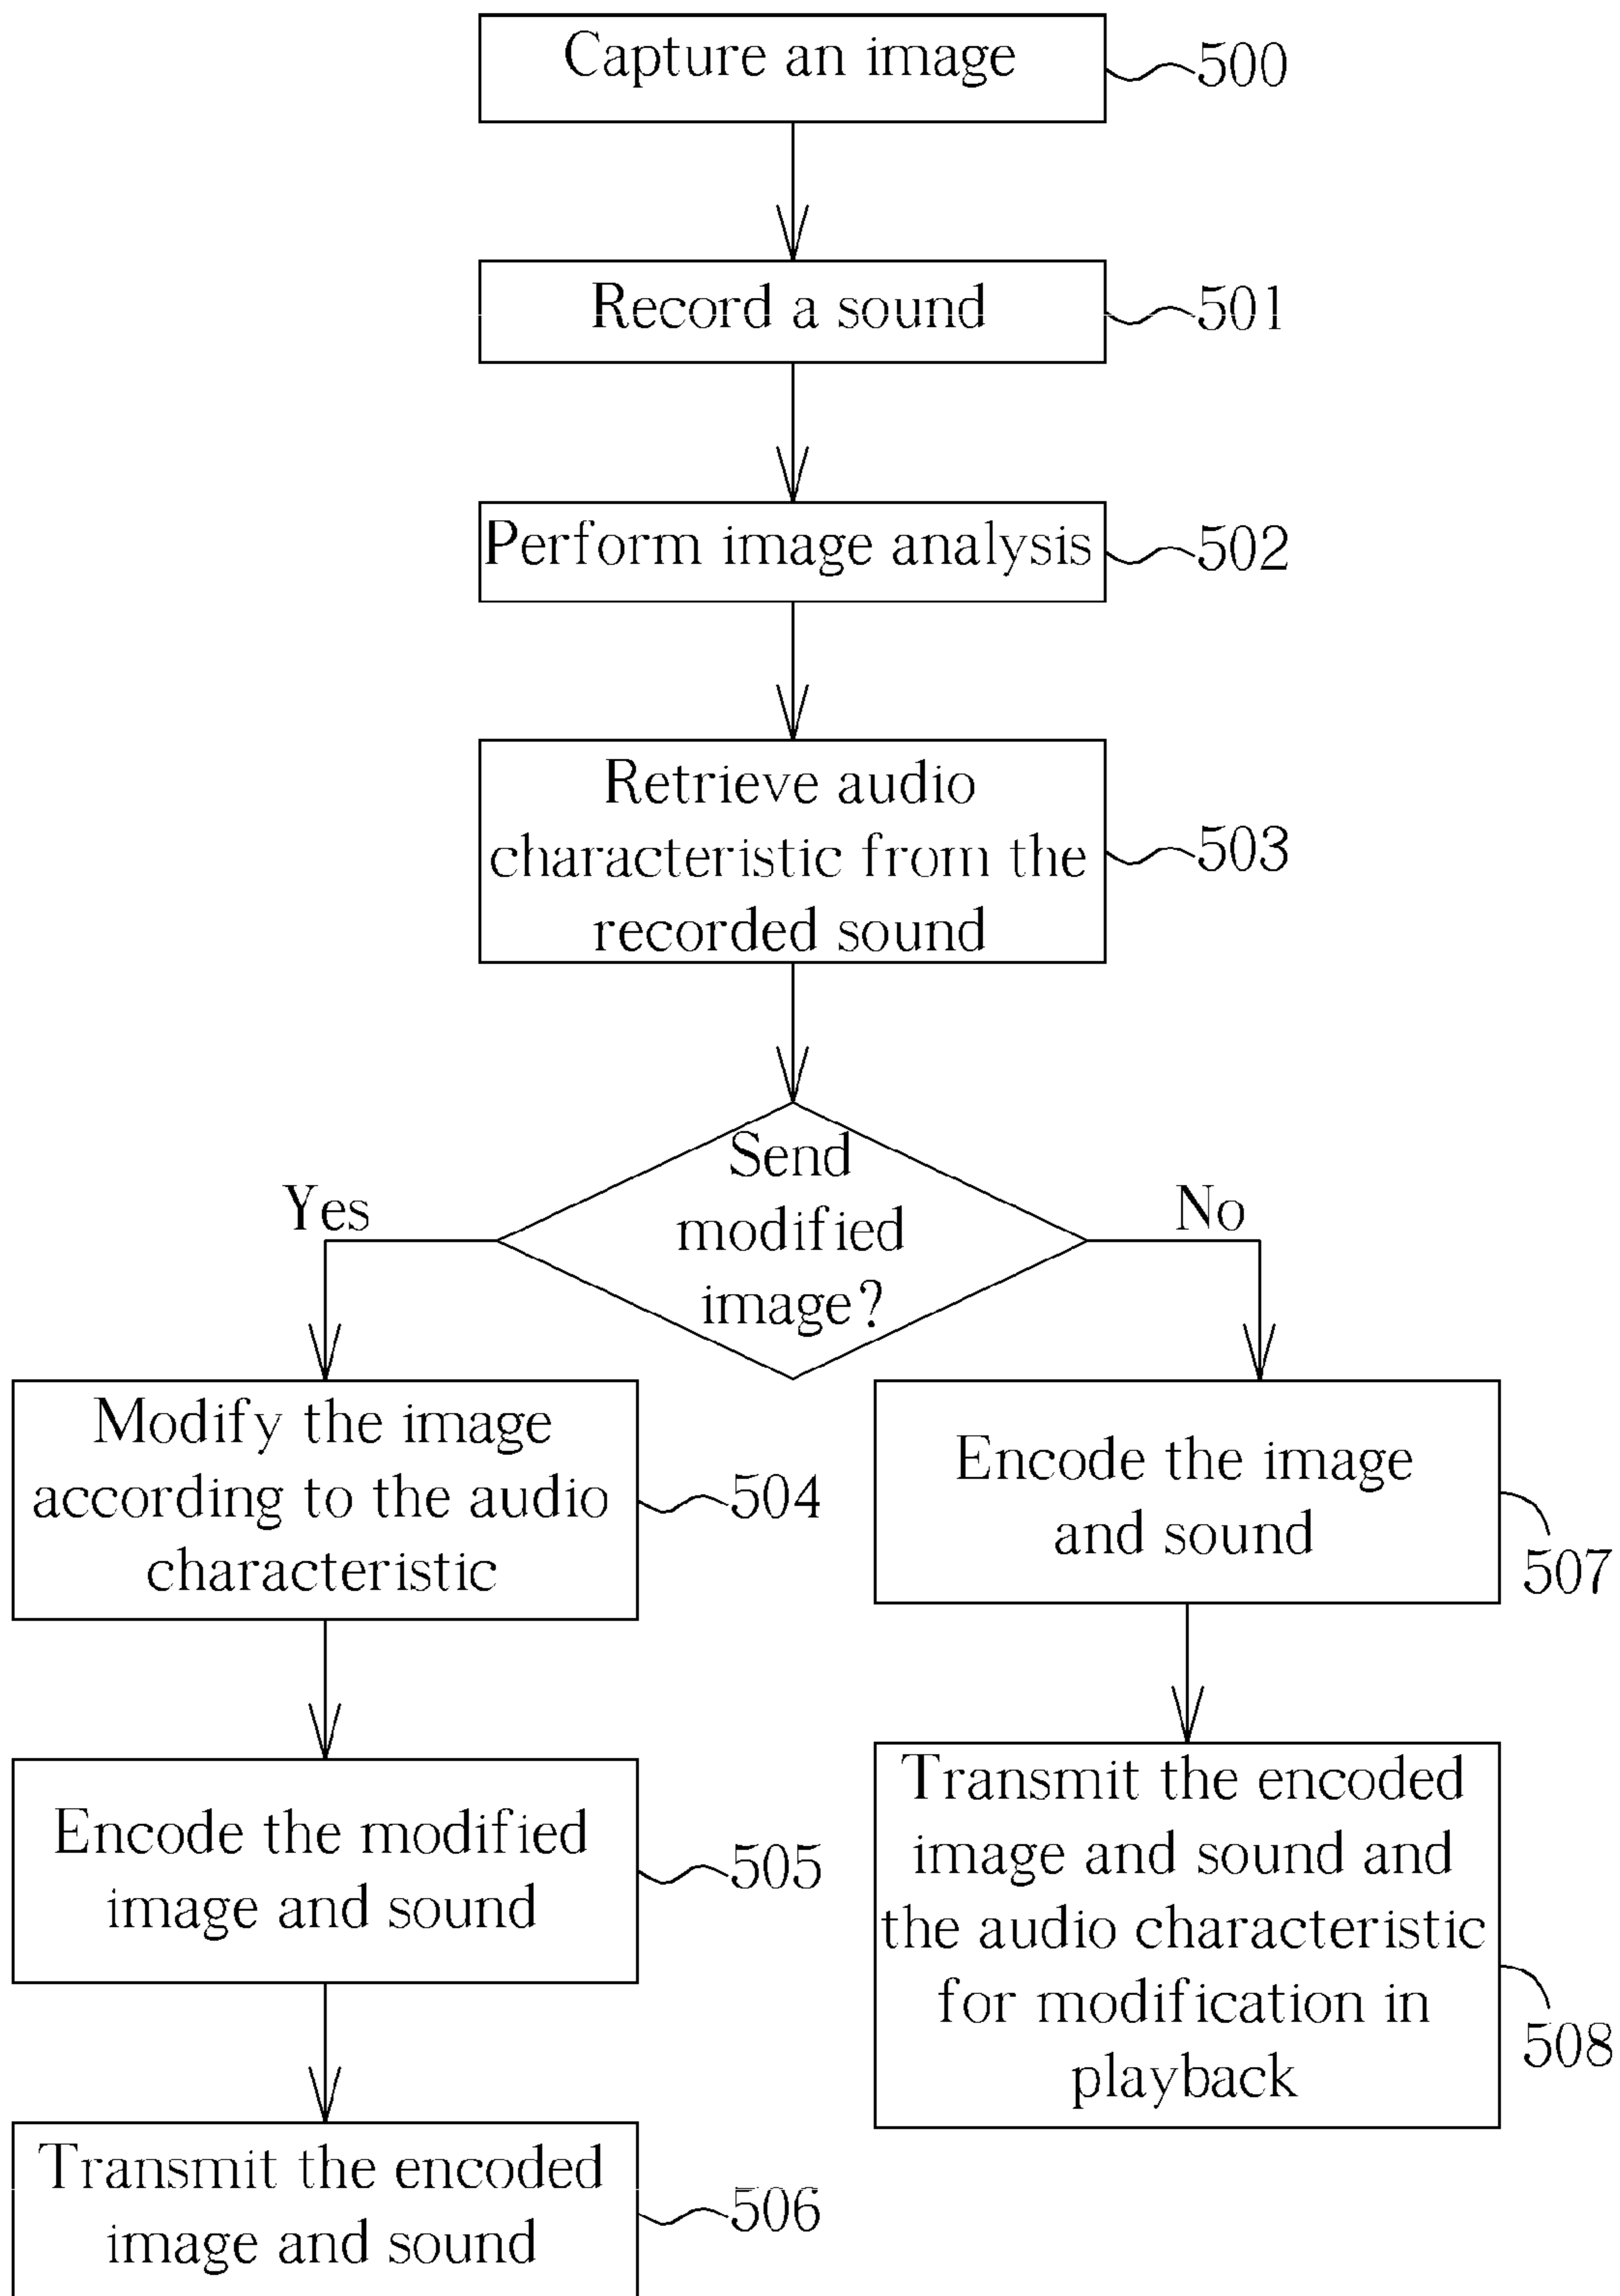 Capture an image
500
Record a sound
501
Perform image analysis
502
Retrieve audio
characteristic from the
recorded sound
503
Send
modified
image?
Yes
No
Modify the image
according to the audio
characteristic
504
Encode the image
and sound
507
Encode the modified
image and sound
505
Transmit the encoded
image and sound and
the audio characteristic
for modification in
playback
508
Transmit the encoded
image and sound
506